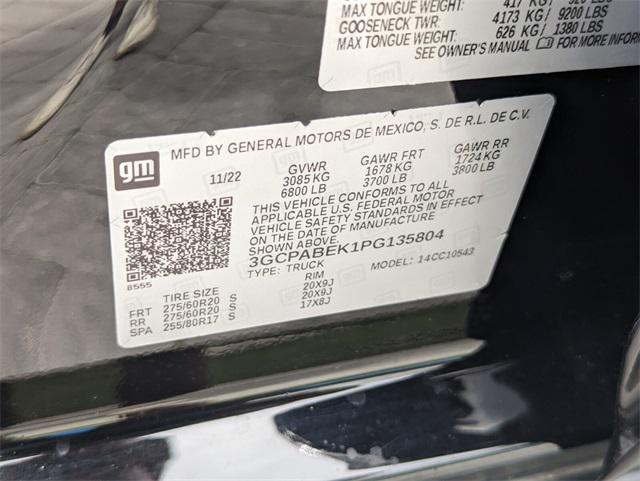 MAX TONGUE WEIGHT: 417 KG / 920 LBS
GOOSENECK TWR: 4173 KG / 9200 LBS
MAX TONGUE WEIGHT: 626 KG / 1380 LBS
SEE OWNER'S MANUAL FOR MORE INFORM
gm
MFD BY GENERAL MOTORS DE MEXICO, S. DE R.L. DE C.V.
11/22 GVWR GAWR FRT GAWR RR
3085 KG 1678 KG 1724 KG
6800 LB 3700 LB 3800 LB
THIS VEHICLE CONFORMS TO ALL
APPLICABLE U.S. FEDERAL MOTOR
VEHICLE SAFETY STANDARDS IN EFFECT
ON THE DATE OF MANUFACTURE
SHOWN ABOVE.
3GCPABEK1PG135804
TYPE: TRUCK MODEL: 14CC10543
8555
TIRE SIZE RIM
FRT 275/60R20 S 20X9J
RR 275/60R20 S 20X9J
SPA 255/80R17 S 17X8J